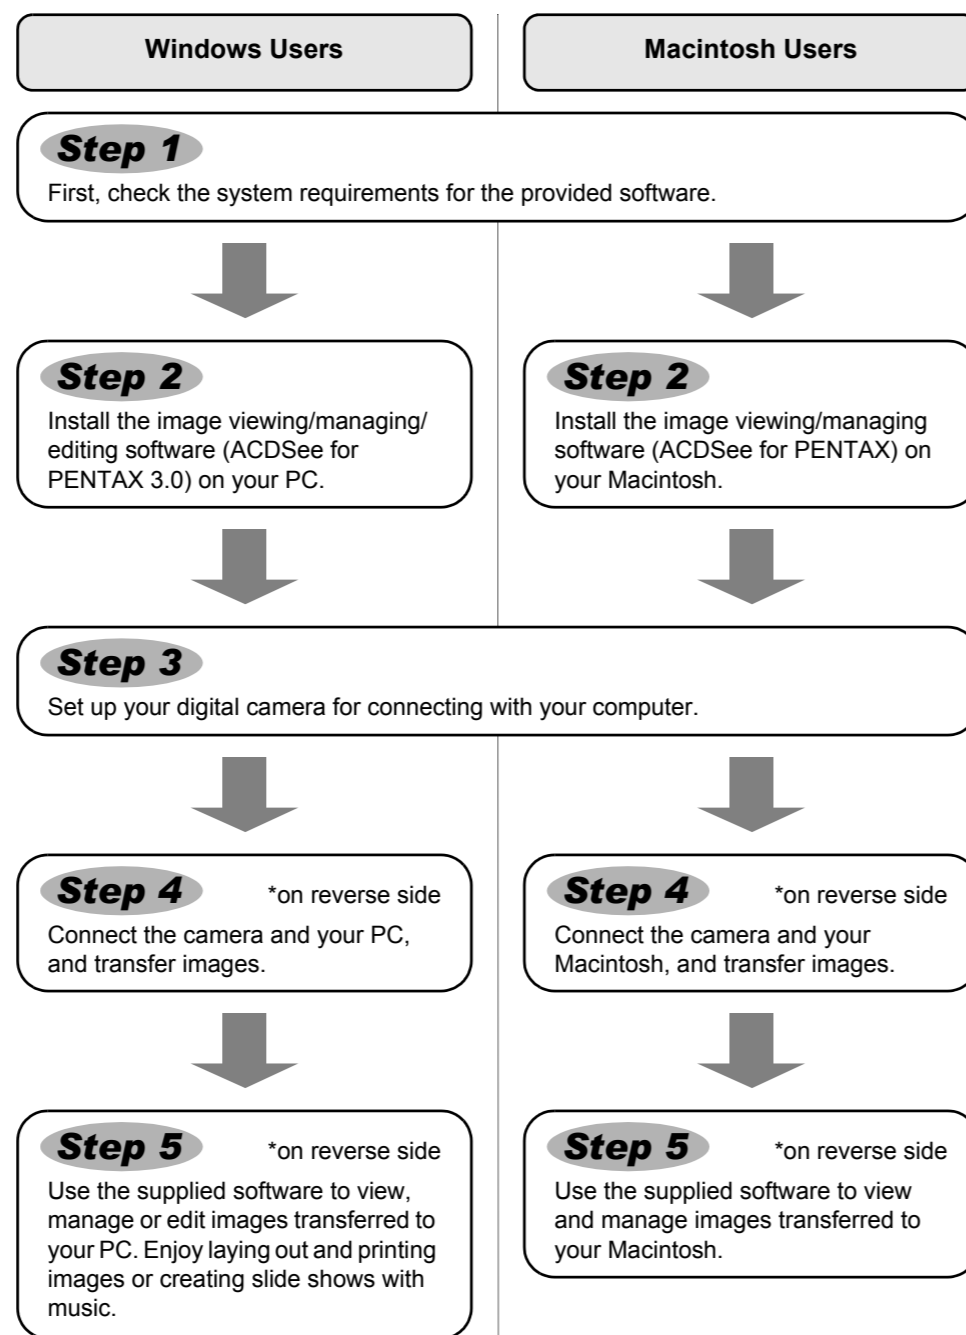 Windows Users
Macintosh Users
Step 1
First, check the system requirements for the provided software.
Step 2
Install the image viewing/managing/
editing software (ACDSee for
PENTAX 3.0) on your PC.
Step 2
Install the image viewing/managing
software (ACDSee for PENTAX) on
your Macintosh.
Step 3
Set up your digital camera for connecting with your computer.
Step 4 *on reverse side
Connect the camera and your PC,
and transfer images.
Step 4 *on reverse side
Connect the camera and your
Macintosh, and transfer images.
Step 5 *on reverse side
Use the supplied software to view,
manage or edit images transferred to
your PC. Enjoy laying out and printing
images or creating slide shows with
music.
Step 5 *on reverse side
Use the supplied software to view
and manage images transferred to
your Macintosh.